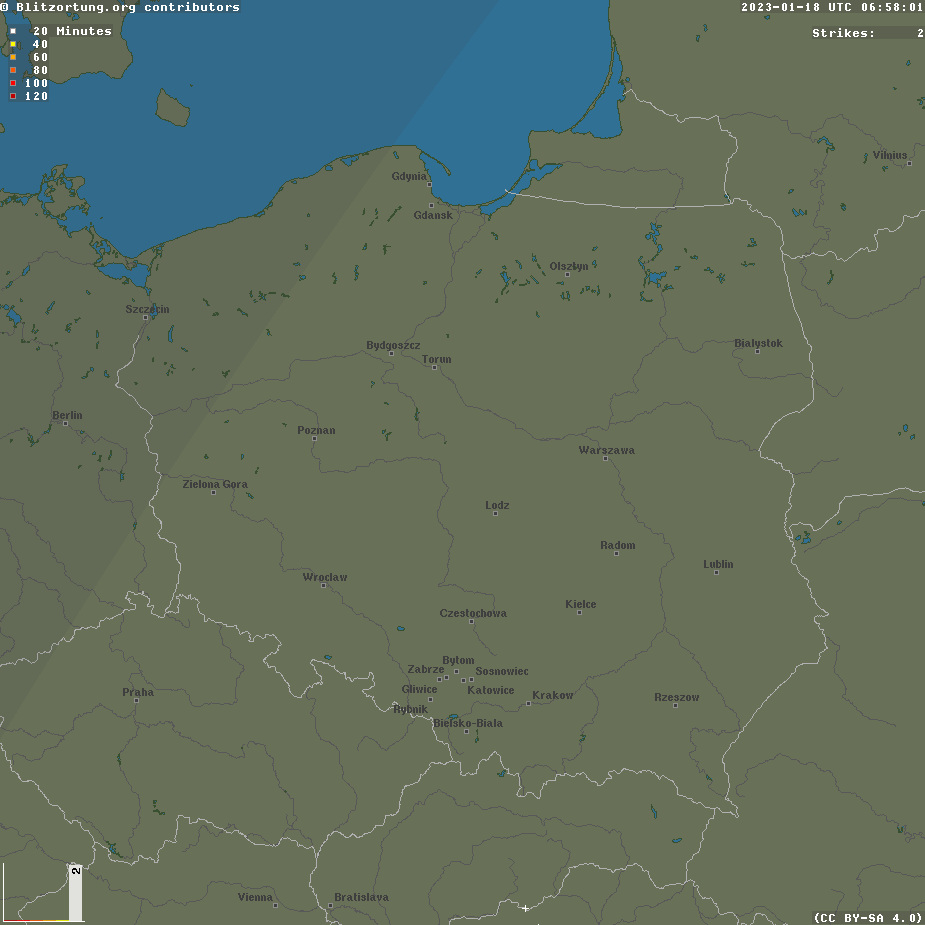 © Blitzortung.org contributors
2023-01-18 UTC 06:58:01
20 Minutes
Strikes: 2
40
60
80
100
120
Vilnius
Gdynia
Gdansk
Olsztyn
Szczecin
Bydgoszcz
Bialystok
Torun
Berlin
Poznan
Warszawa
Zielona Gora
Lodz
Radom
Lublin
Wroclaw
Kielce
Czestochowa
Bytom
Zabrze
Sosnowiec
Gliwice
Katowice
Praha
Krakow
Rzeszow
Rybnik
Bielsko-Biala
2
Vienna
Bratislava
(CC BY-SA 4.0)